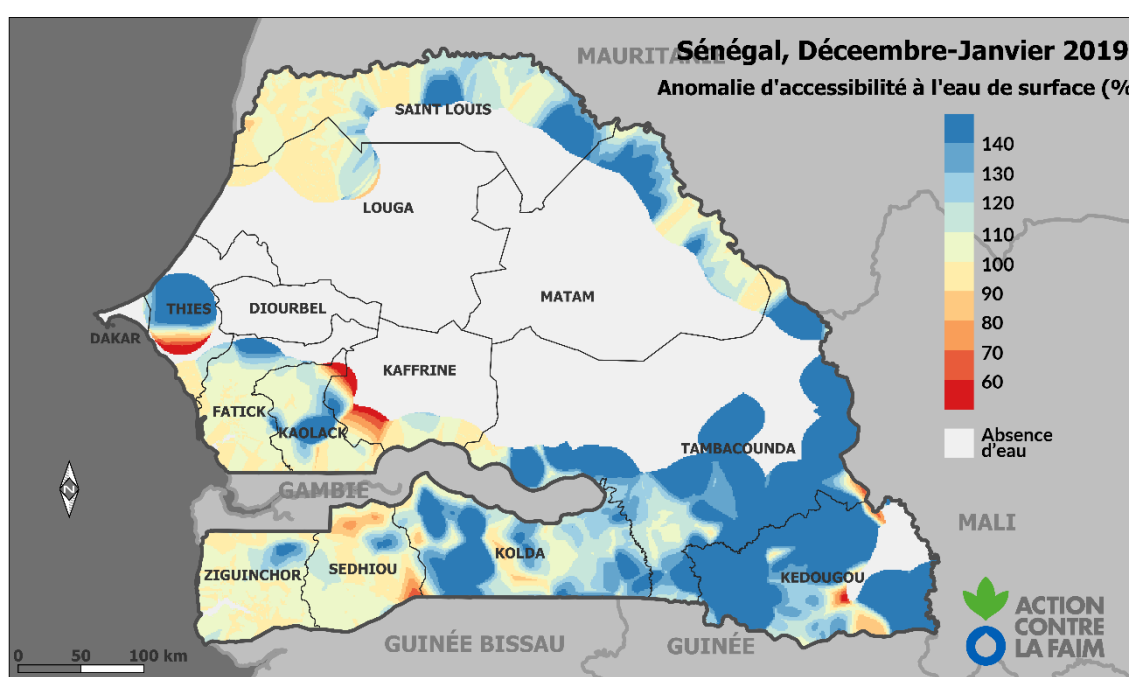 MAURITANIE
Sénégal, Décembre-Janvier 2019
Anomalie d'accessibilité à l'eau de surface (%
140
130
120
110
100
90
80
70
60
Absence
d'eau
SAINT LOUIS
LOUGA
MATAM
THIES
DIOURBEL
DAKAR
KAFFRINE
FATICK
KAOLACK
TAMBACOUNDA
GAMBIE
N
MALI
KOLDA
ZIGUINCHOR
SEDHIOU
KEDOUGOU
ACTION
CONTRE
LA FAIM
GUINÉE BISSAU
GUINÉE
0 50 100 km